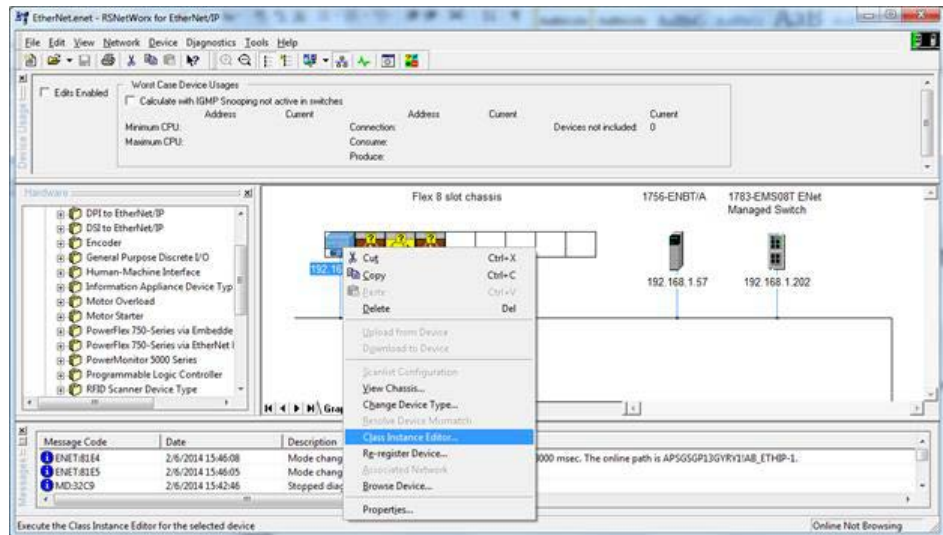 EtherNet.enet - RSNetWorx for EtherNet/IP
File Edit View Network Device Diagnostics Tools Help
Device Usage
Edits Enabled
Worst Case Device Usages
Calculate with IGMP Snooping not active in switches
Address Current Address Current Current
Minimum CPU: Connection: Devices not included: 0
Maximum CPU: Consume:
Produce:
Hardware
DPI to EtherNet/IP
DSI to EtherNet/IP
Encoder
General Purpose Discrete I/O
Human-Machine Interface
Information Appliance Device Typ
Motor Overload
Motor Starter
PowerFlex 750-Series via Embedde
PowerFlex 750-Series via EtherNet I
PowerMonitor 5000 Series
Programmable Logic Controller
RFID Scanner Device Type
Flex 8 slot chassis
1756-ENBT/A
1783-EMS08T ENet
Managed Switch
192.16
192.168.1.57
192.168.1.202
Cut Ctrl+X
Copy Ctrl+C
Paste Ctrl+V
Delete Del
Upload from Device
Download to Device
Scanlist Configuration
View Chassis...
Change Device Type...
Resolve Device Mismatch
Class Instance Editor...
Re-register Device...
Associated Network
Browse Device...
Properties...
Gra
Messages
Message Code Date Description
ENET:81E4 2/6/2014 15:46:08 Mode chang 3000 msec. The online path is APSGSGP13GYRY1!AB_ETHIP-1.
ENET:81E5 2/6/2014 15:46:05 Mode chang
MD:32C9 2/6/2014 15:42:46 Stopped diag
Execute the Class Instance Editor for the selected device
Online Not Browsing